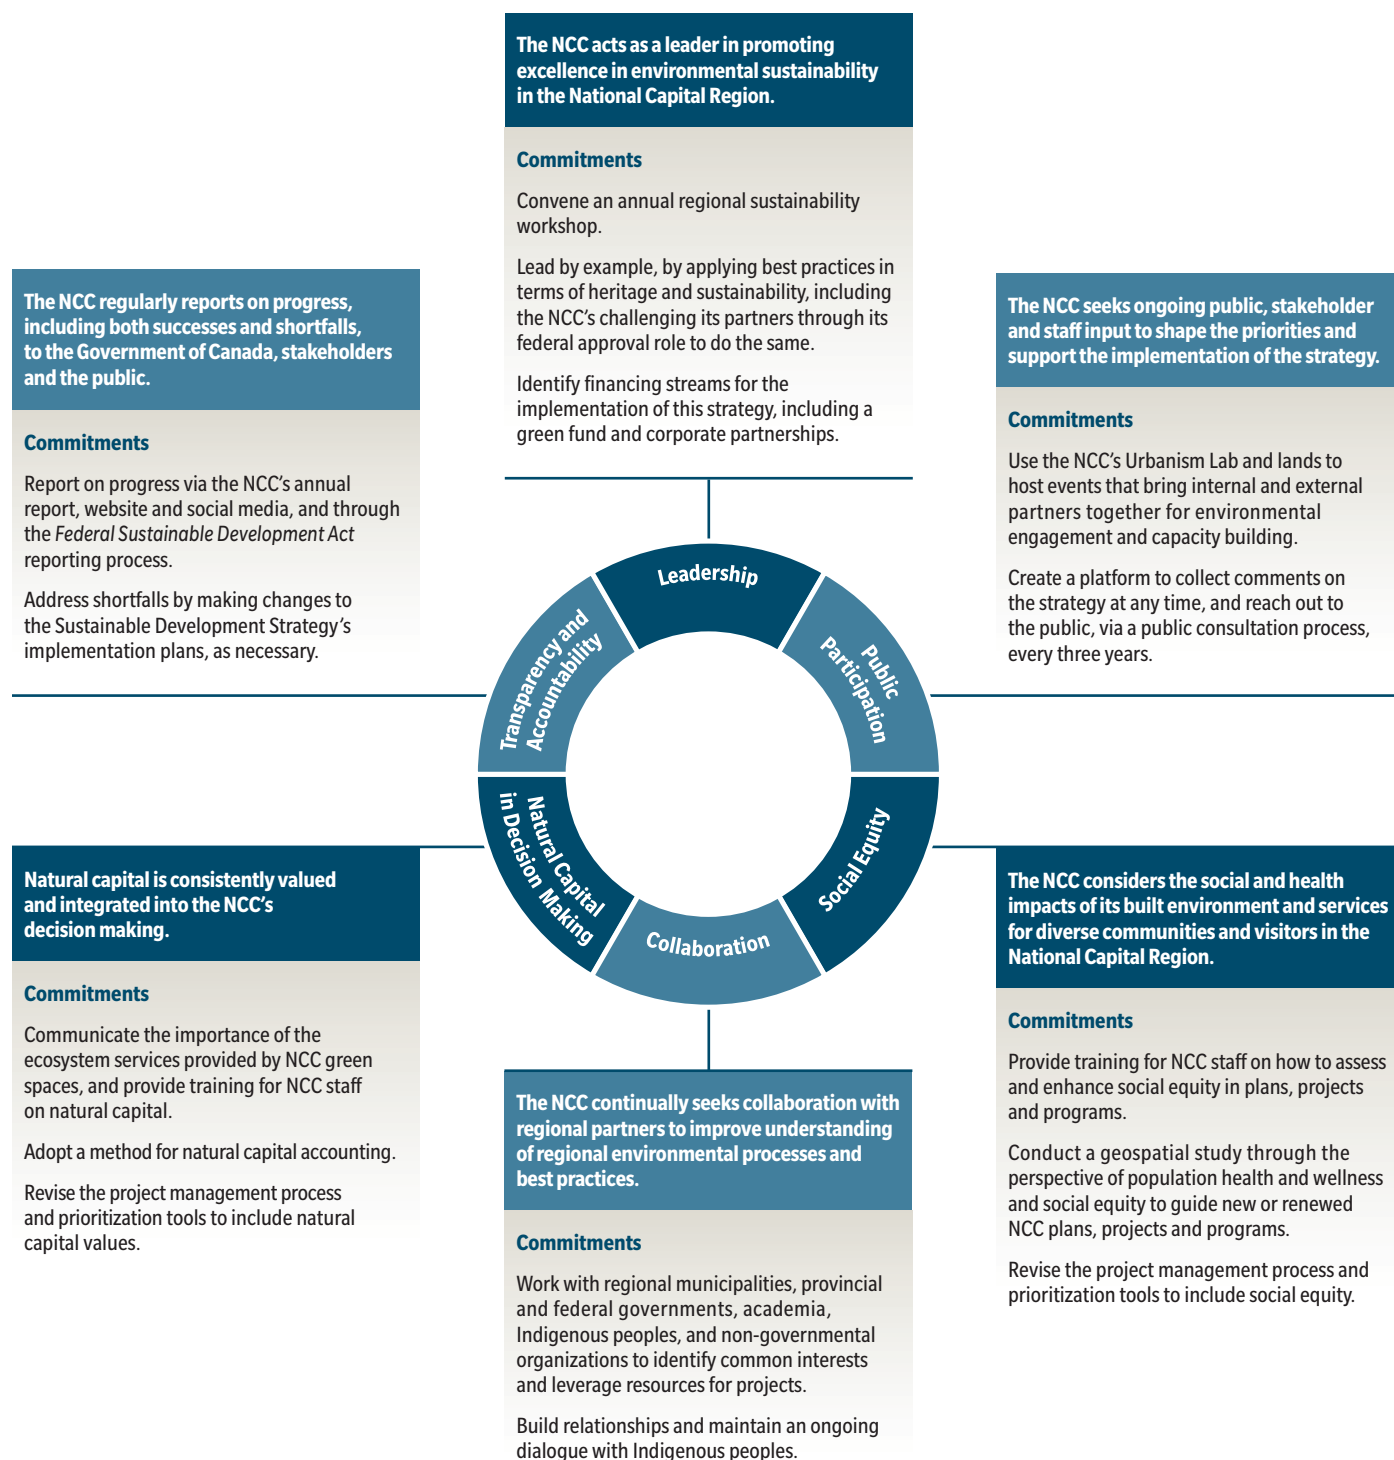 The NCC acts as a leader in promoting
excellence in environmental sustainability
in the National Capital Region.
Commitments
Convene an annual regional sustainability
workshop.
Lead by example, by applying best practices in
terms of heritage and sustainability, including
the NCC's challenging its partners through its
federal approval role to do the same.
Identify financing streams for the
implementation of this strategy, including a
green fund and corporate partnerships.
The NCC regularly reports on progress,
including both successes and shortfalls,
to the Government of Canada, stakeholders
and the public.
Commitments
Report on progress via the NCC's annual
report, website and social media, and through
the Federal Sustainable Development Act
reporting process.
Address shortfalls by making changes to
the Sustainable Development Strategy's
implementation plans, as necessary.
The NCC seeks ongoing public, stakeholder
and staff input to shape the priorities and
support the implementation of the strategy.
Commitments
Use the NCC's Urbanism Lab and lands to
host events that bring internal and external
partners together for environmental
engagement and capacity building.
Create a platform to collect comments on
the strategy at any time, and reach out to
the public, via a public consultation process,
every three years.
Leadership
Transparency and
Accountability
Public
Participation
Natural Capital
in Decision Making
Social Equity
Collaboration
Natural capital is consistently valued
and integrated into the NCC's
decision making.
Commitments
Communicate the importance of the
ecosystem services provided by NCC green
spaces, and provide training for NCC staff
on natural capital.
Adopt a method for natural capital accounting.
Revise the project management process
and prioritization tools to include natural
capital values.
The NCC continually seeks collaboration with
regional partners to improve understanding
of regional environmental processes and
best practices.
Commitments
Work with regional municipalities, provincial
and federal governments, academia,
Indigenous peoples, and non-governmental
organizations to identify common interests
and leverage resources for projects.
Build relationships and maintain an ongoing
dialogue with Indigenous peoples.
The NCC considers the social and health
impacts of its built environment and services
for diverse communities and visitors in the
National Capital Region.
Commitments
Provide training for NCC staff on how to assess
and enhance social equity in plans, projects
and programs.
Conduct a geospatial study through the
perspective of population health and wellness
and social equity to guide new or renewed
NCC plans, projects and programs.
Revise the project management process and
prioritization tools to include social equity.